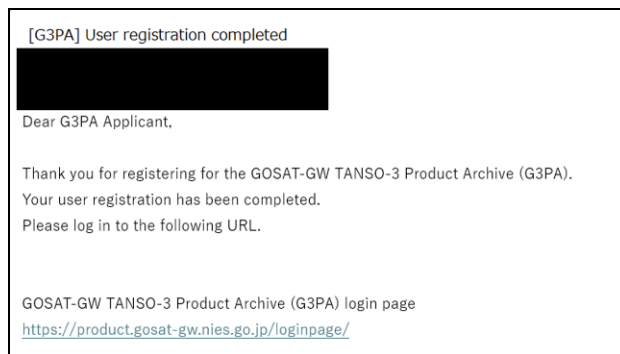 [G3PA] User registration completed
Dear G3PA Applicant,
Thank you for registering for the GOSAT-GW TANSO-3 Product Archive (G3PA).
Your user registration has been completed.
Please log in to the following URL.
GOSAT-GW TANSO-3 Product Archive (G3PA) login page
https://product.gosat-gw.nies.go.jp/loginpage/